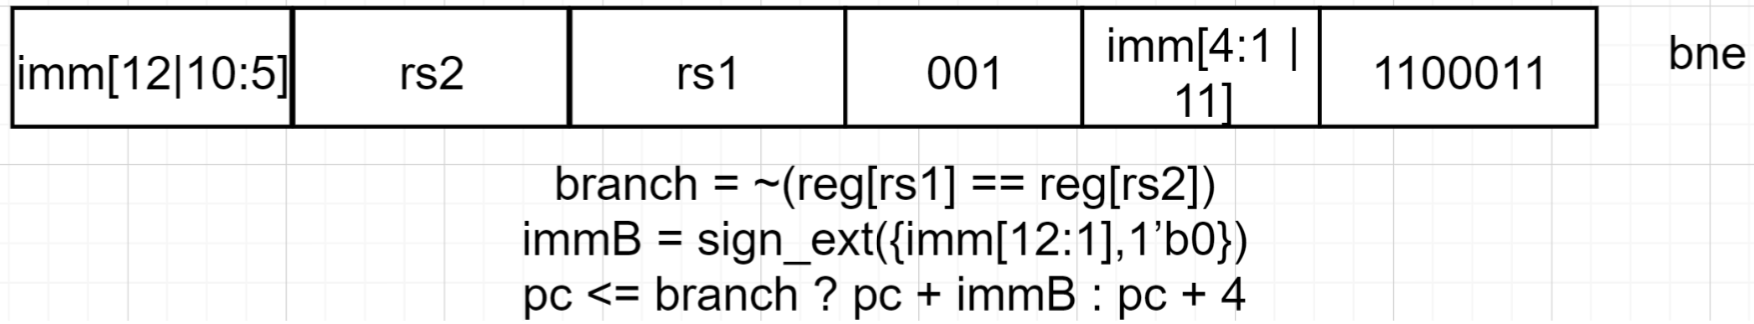 imm[12|10:5] rs2 rs1 001 imm[4:1 | 11] 1100011 bne
branch = ~(reg[rs1] == reg[rs2])
immB = sign_ext({imm[12:1],1’b0})
pc <= branch ? pc + immB : pc + 4